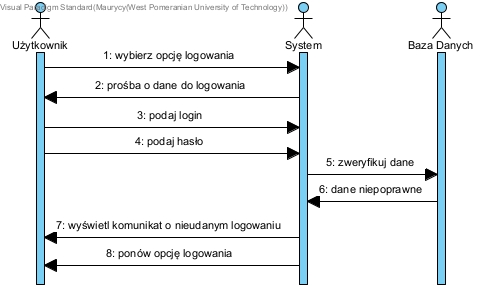 Visual Paradigm Standard(Maurycy(West Pomeranian University of Technology))
Użytkownik
System
Baza Danych
1: wybierz opcję logowania
2: prośba o dane do logowania
3: podaj login
4: podaj hasło
5: zweryfikuj dane
6: dane niepoprawne
7: wyświetl komunikat o nieudanym logowaniu
8: ponów opcję logowania